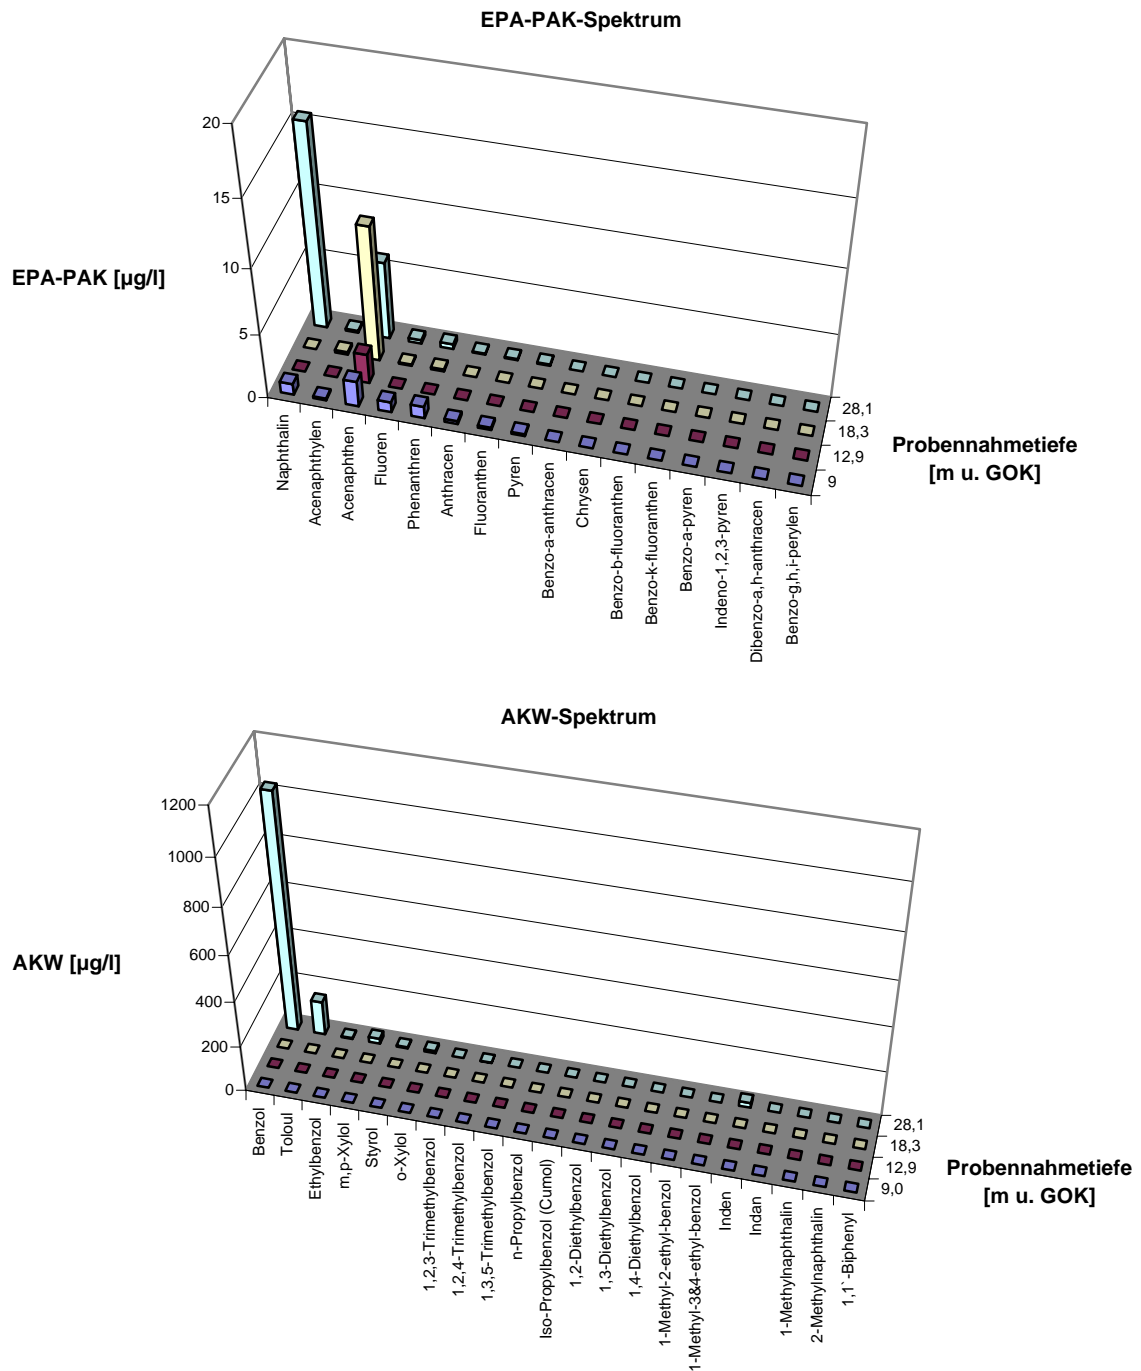 EPA-PAK-Spektrum
20
15
10
5
0
EPA-PAK [µg/l]
Naphthalin
Acenaphthylen
Acenaphthen
Fluoren
Phenanthren
Anthracen
Fluoranthen
Pyren
Benzo-a-anthracen
Chrysen
Benzo-b-fluoranthen
Benzo-k-fluoranthen
Benzo-a-pyren
Indeno-1,2,3-pyren
Dibenzo-a,h-anthracen
Benzo-g,h,i-perylen
28,1
18,3
12,9
9
Probennahmetiefe
[m u. GOK]
AKW-Spektrum
1200
1000
800
600
400
200
0
AKW [µg/l]
Benzol
Toloul
Ethylbenzol
m,p-Xylol
Styrol
o-Xylol
1,2,3-Trimethylbenzol
1,2,4-Trimethylbenzol
1,3,5-Trimethylbenzol
n-Propylbenzol
Iso-Propylbenzol (Cumol)
1,2-Diethylbenzol
1,3-Diethylbenzol
1,4-Diethylbenzol
1-Methyl-2-ethyl-benzol
1-Methyl-3&4-ethyl-benzol
Inden
Indan
1-Methylnaphthalin
2-Methylnaphthalin
1,1`-Biphenyl
28,1
18,3
12,9
9,0
Probennahmetiefe
[m u. GOK]